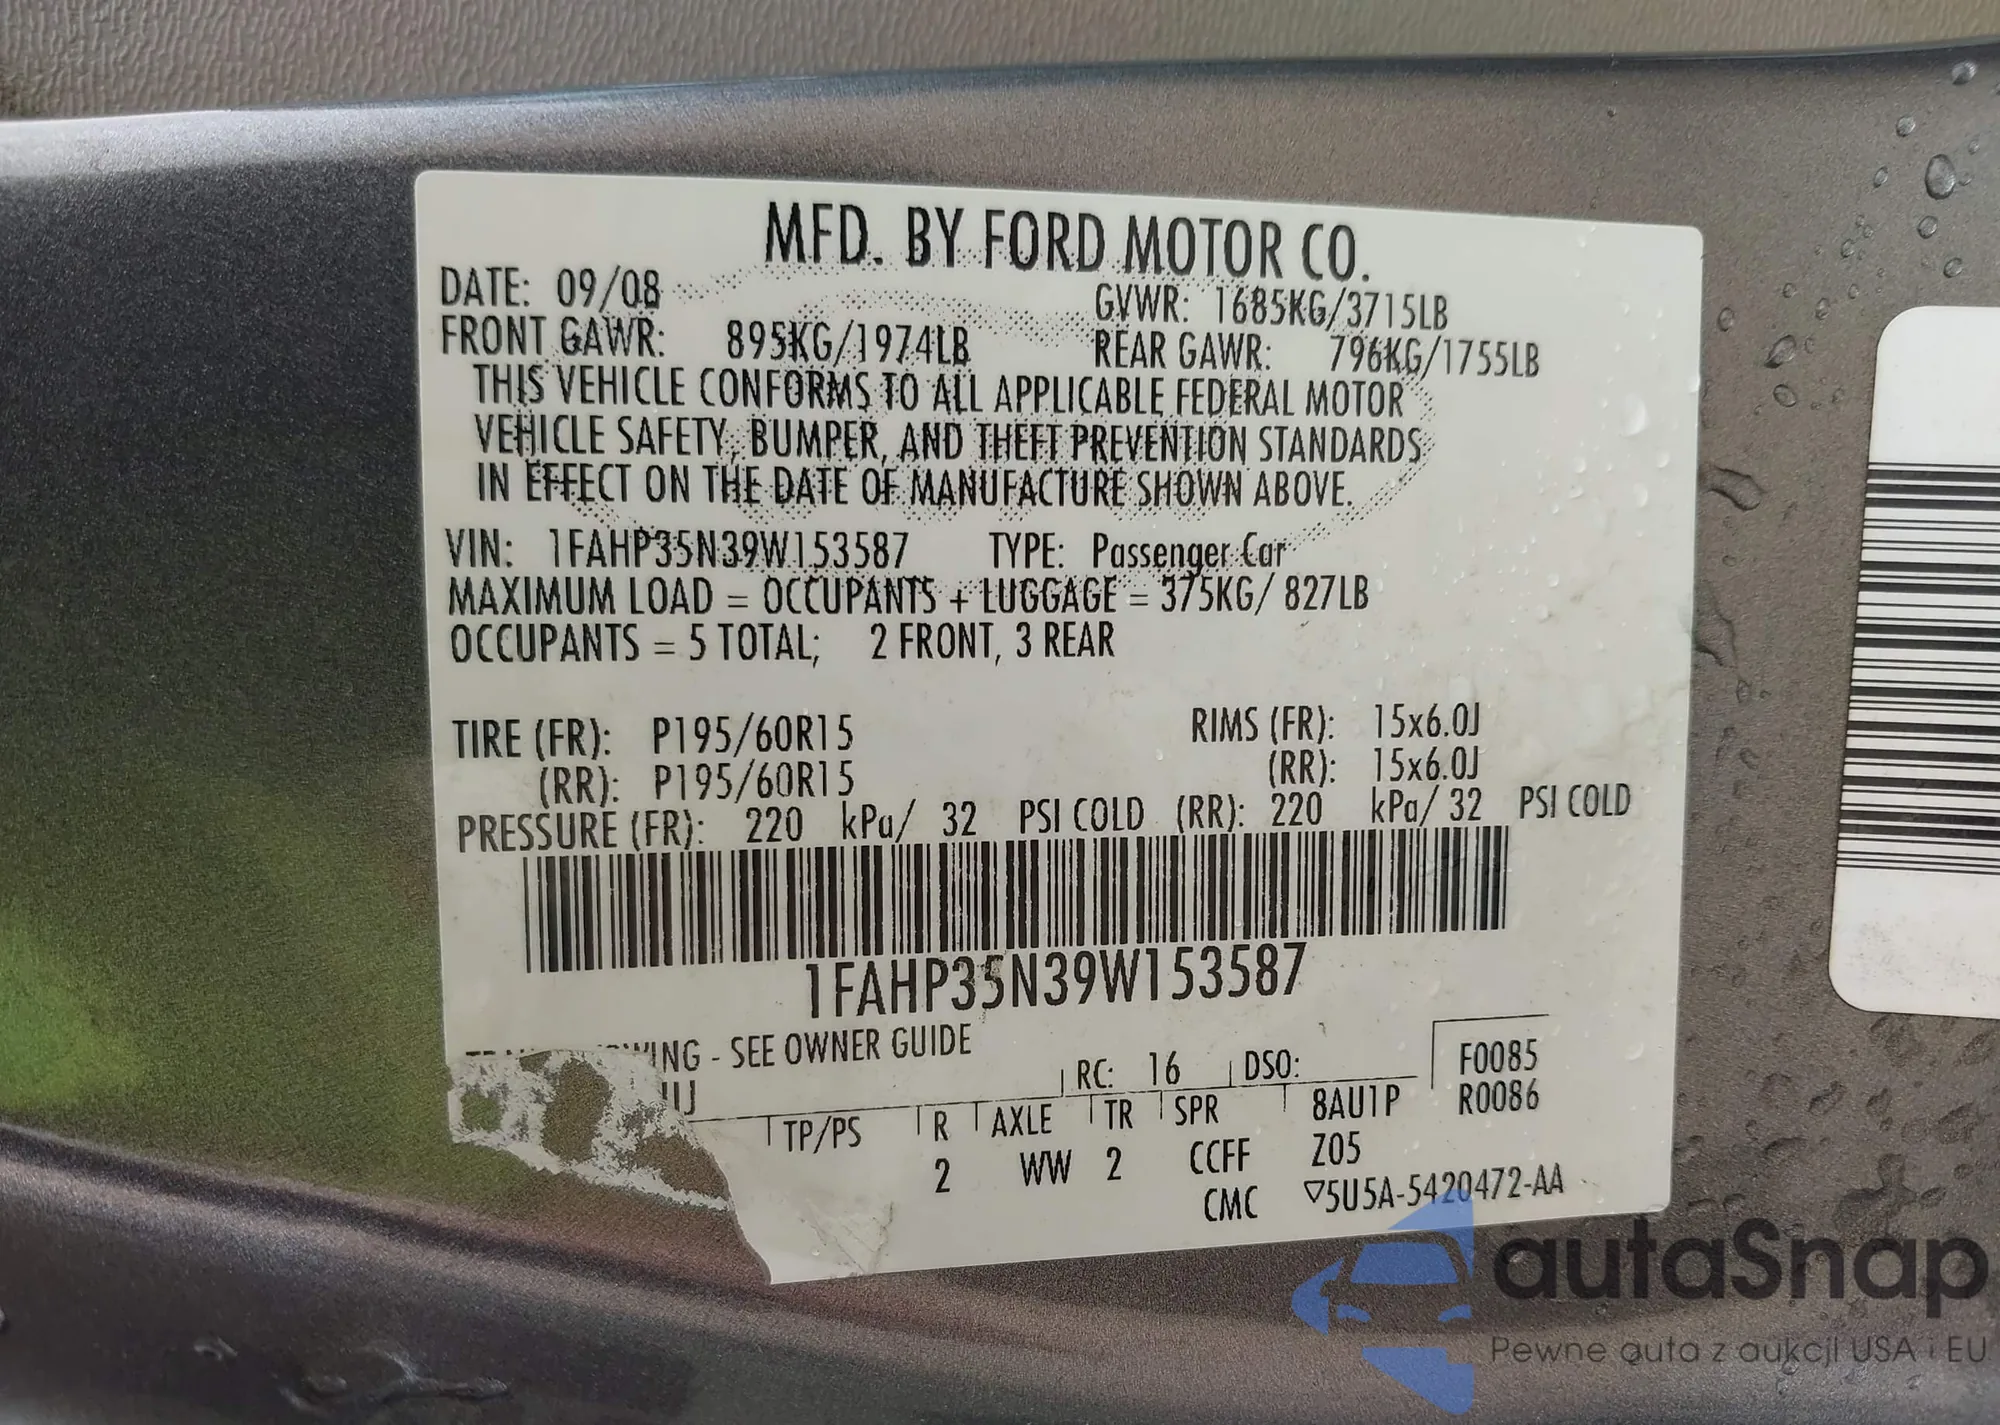 MFD. BY FORD MOTOR CO.
DATE: 09/08 GVWR: 1685KG/3715LB
FRONT GAWR: 895KG/1974LB REAR GAWR: 796KG/1755LB
THIS VEHICLE CONFORMS TO ALL APPLICABLE FEDERAL MOTOR
VEHICLE SAFETY, BUMPER, AND THEFT PREVENTION STANDARDS
IN EFFECT ON THE DATE OF MANUFACTURE SHOWN ABOVE.
VIN: 1FAHP35N39W153587 TYPE: Passenger Car
MAXIMUM LOAD = OCCUPANTS + LUGGAGE = 375KG/ 827LB
OCCUPANTS = 5 TOTAL; 2 FRONT, 3 REAR
TIRE (FR): P195/60R15 RIMS (FR): 15x6.0J
(RR): P195/60R15 (RR): 15x6.0J
PRESSURE (FR): 220 kPa/ 32 PSI COLD (RR): 220 kPa/ 32 PSI COLD
1FAHP35N39W153587
- SEE OWNER GUIDE
RC: 16 DSO: F0085
TP/PS R AXLE TR SPR 8AU1P R0086
2 WW 2 CCFF Z05
CMC ▽5U5A-5420472-AA
autaSnap
Pewne auta z aukcji USA i EU